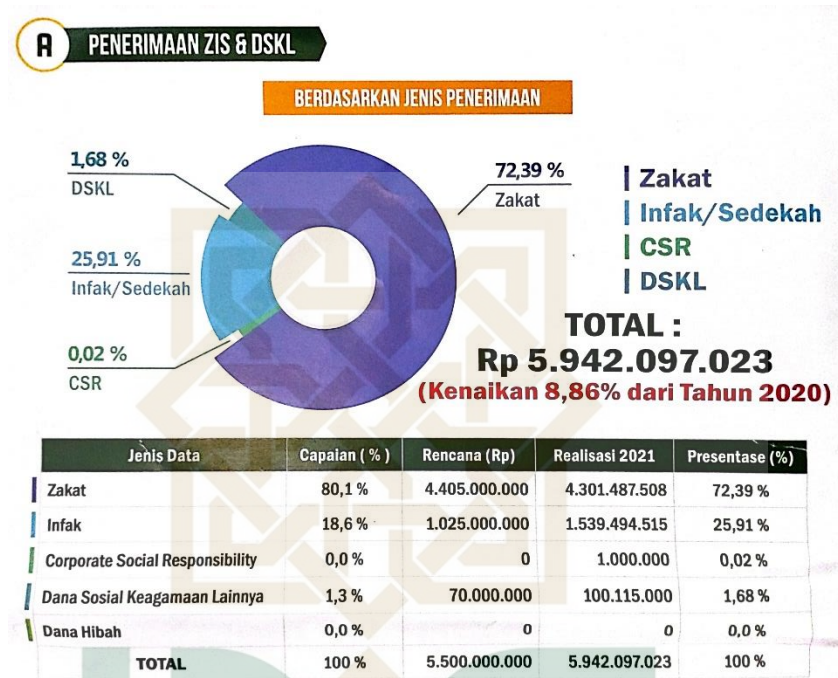 A PENERIMAAN ZIS & DSKL
BERDASARKAN JENIS PENERIMAAN
1,68 %
DSKL
25,91 %
Infak/Sedekah
0,02 %
CSR
72,39 %
Zakat
Zakat
Infak/Sedekah
CSR
DSKL
TOTAL :
Rp 5.942.097.023
(Kenaikan 8,86% dari Tahun 2020)
Jenis Data Capaian ( % ) Rencana (Rp) Realisasi 2021 Presentase (%)
Zakat 80,1 % 4.405.000.000 4.301.487.508 72,39 %
Infak 18,6 % 1.025.000.000 1.539.494.515 25,91 %
Corporate Social Responsibility 0,0 % 0 1.000.000 0,02 %
Dana Sosial Keagamaan Lainnya 1,3 % 70.000.000 100.115.000 1,68 %
Dana Hibah 0,0 % 0 0 0,0 %
TOTAL 100 % 5.500.000.000 5.942.097.023 100 %